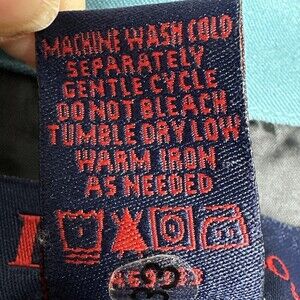 MACHINE WASH COLD
SEPARATELY
GENTLE CYCLE
DO NOT BLEACH
TUMBLE DRY LOW
WARM IRON
AS NEEDED